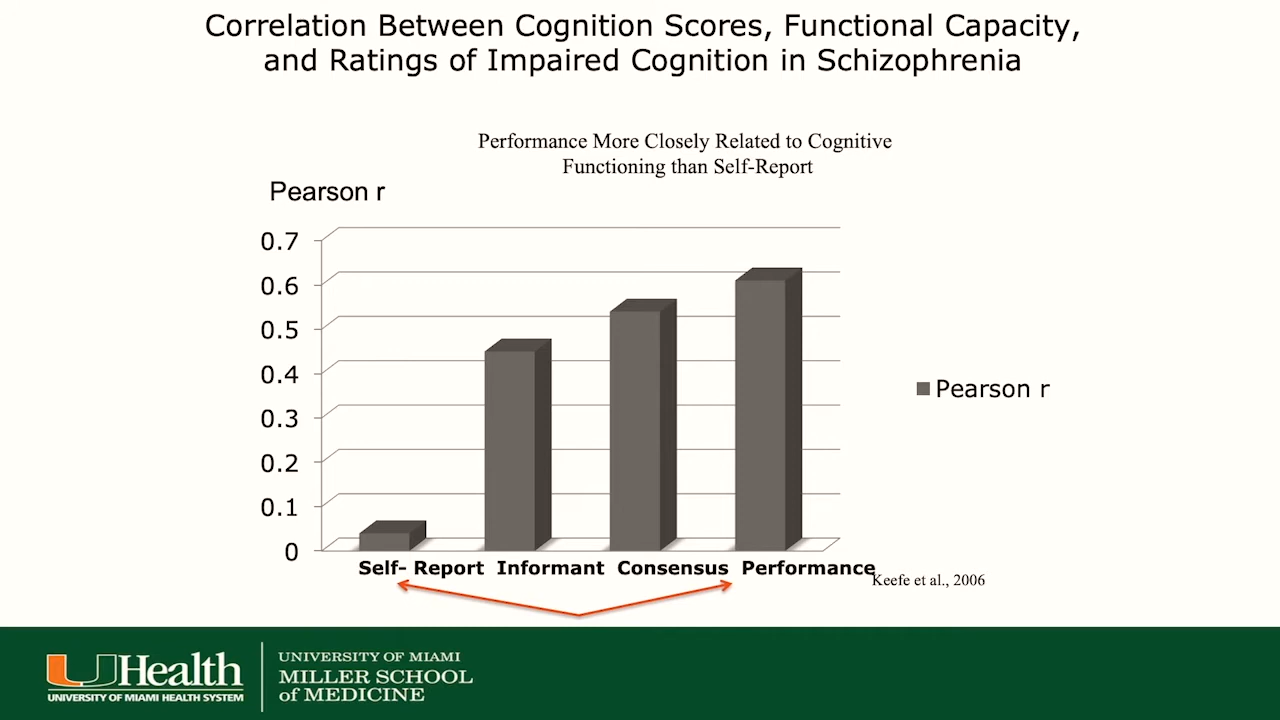 Correlation Between Cognition Scores, Functional Capacity,
and Ratings of Impaired Cognition in Schizophrenia
Performance More Closely Related to Cognitive
Functioning than Self-Report
Pearson r
0.7
0.6
0.5
0.4
0.3
0.2
0.1
0
Pearson r
Self- Report Informant Consensus Performance
Keefe et al., 2006
UHealth
UNIVERSITY OF MIAMI HEALTH SYSTEM
UNIVERSITY OF MIAMI
MILLER SCHOOL
of MEDICINE